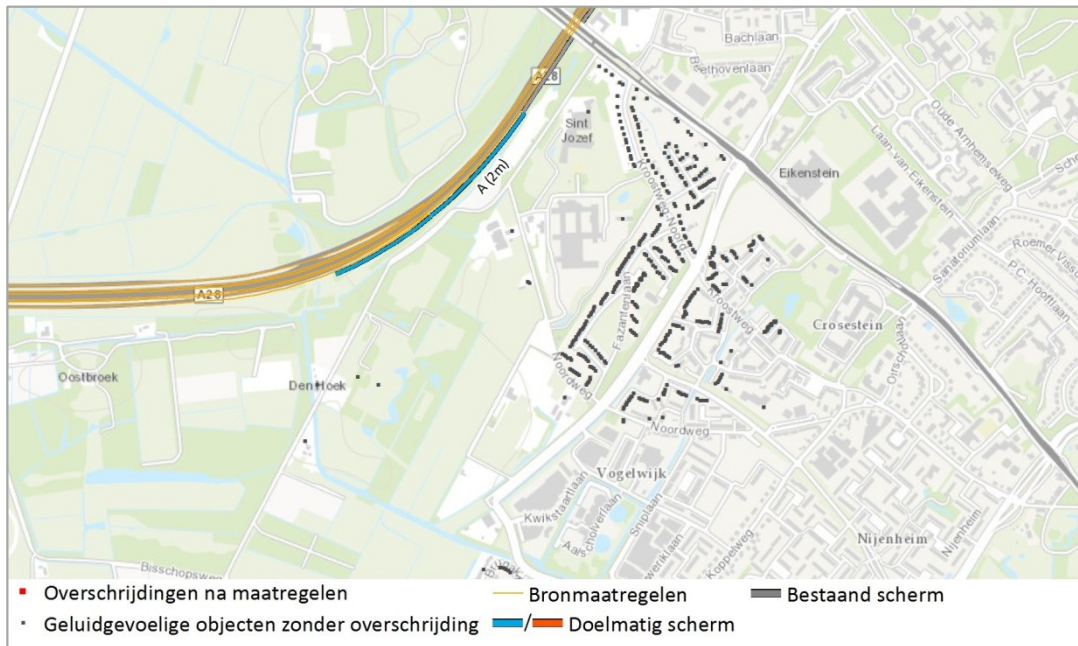 Bachlaan
Beethovenlaan
A28
Sint
Jozef
A (2m)
Kroostweg-Noord
Eikenstein
Oude Arnhemseweg
Laan van Eikenstein
Sanatoriumlaan
Roemer Vissc
P.C. Hooftlaan
A28
Fazantenlaan
Kroostweg
Crosestein
Oirschotlaan
Oostbroek
Den Hoek
Noordweg
Noordweg
Vogelwijk
Kwikstaartlaan
Aalscholverlaan
Sniplaan
Koppelweg
Nijenheim
Nijenheim
Bisschopsweg
Overschrijdingen na maatregelen
Bronmaatregelen
Bestaand scherm
Geluidgevoelige objecten zonder overschrijding
/ Doelmatig scherm